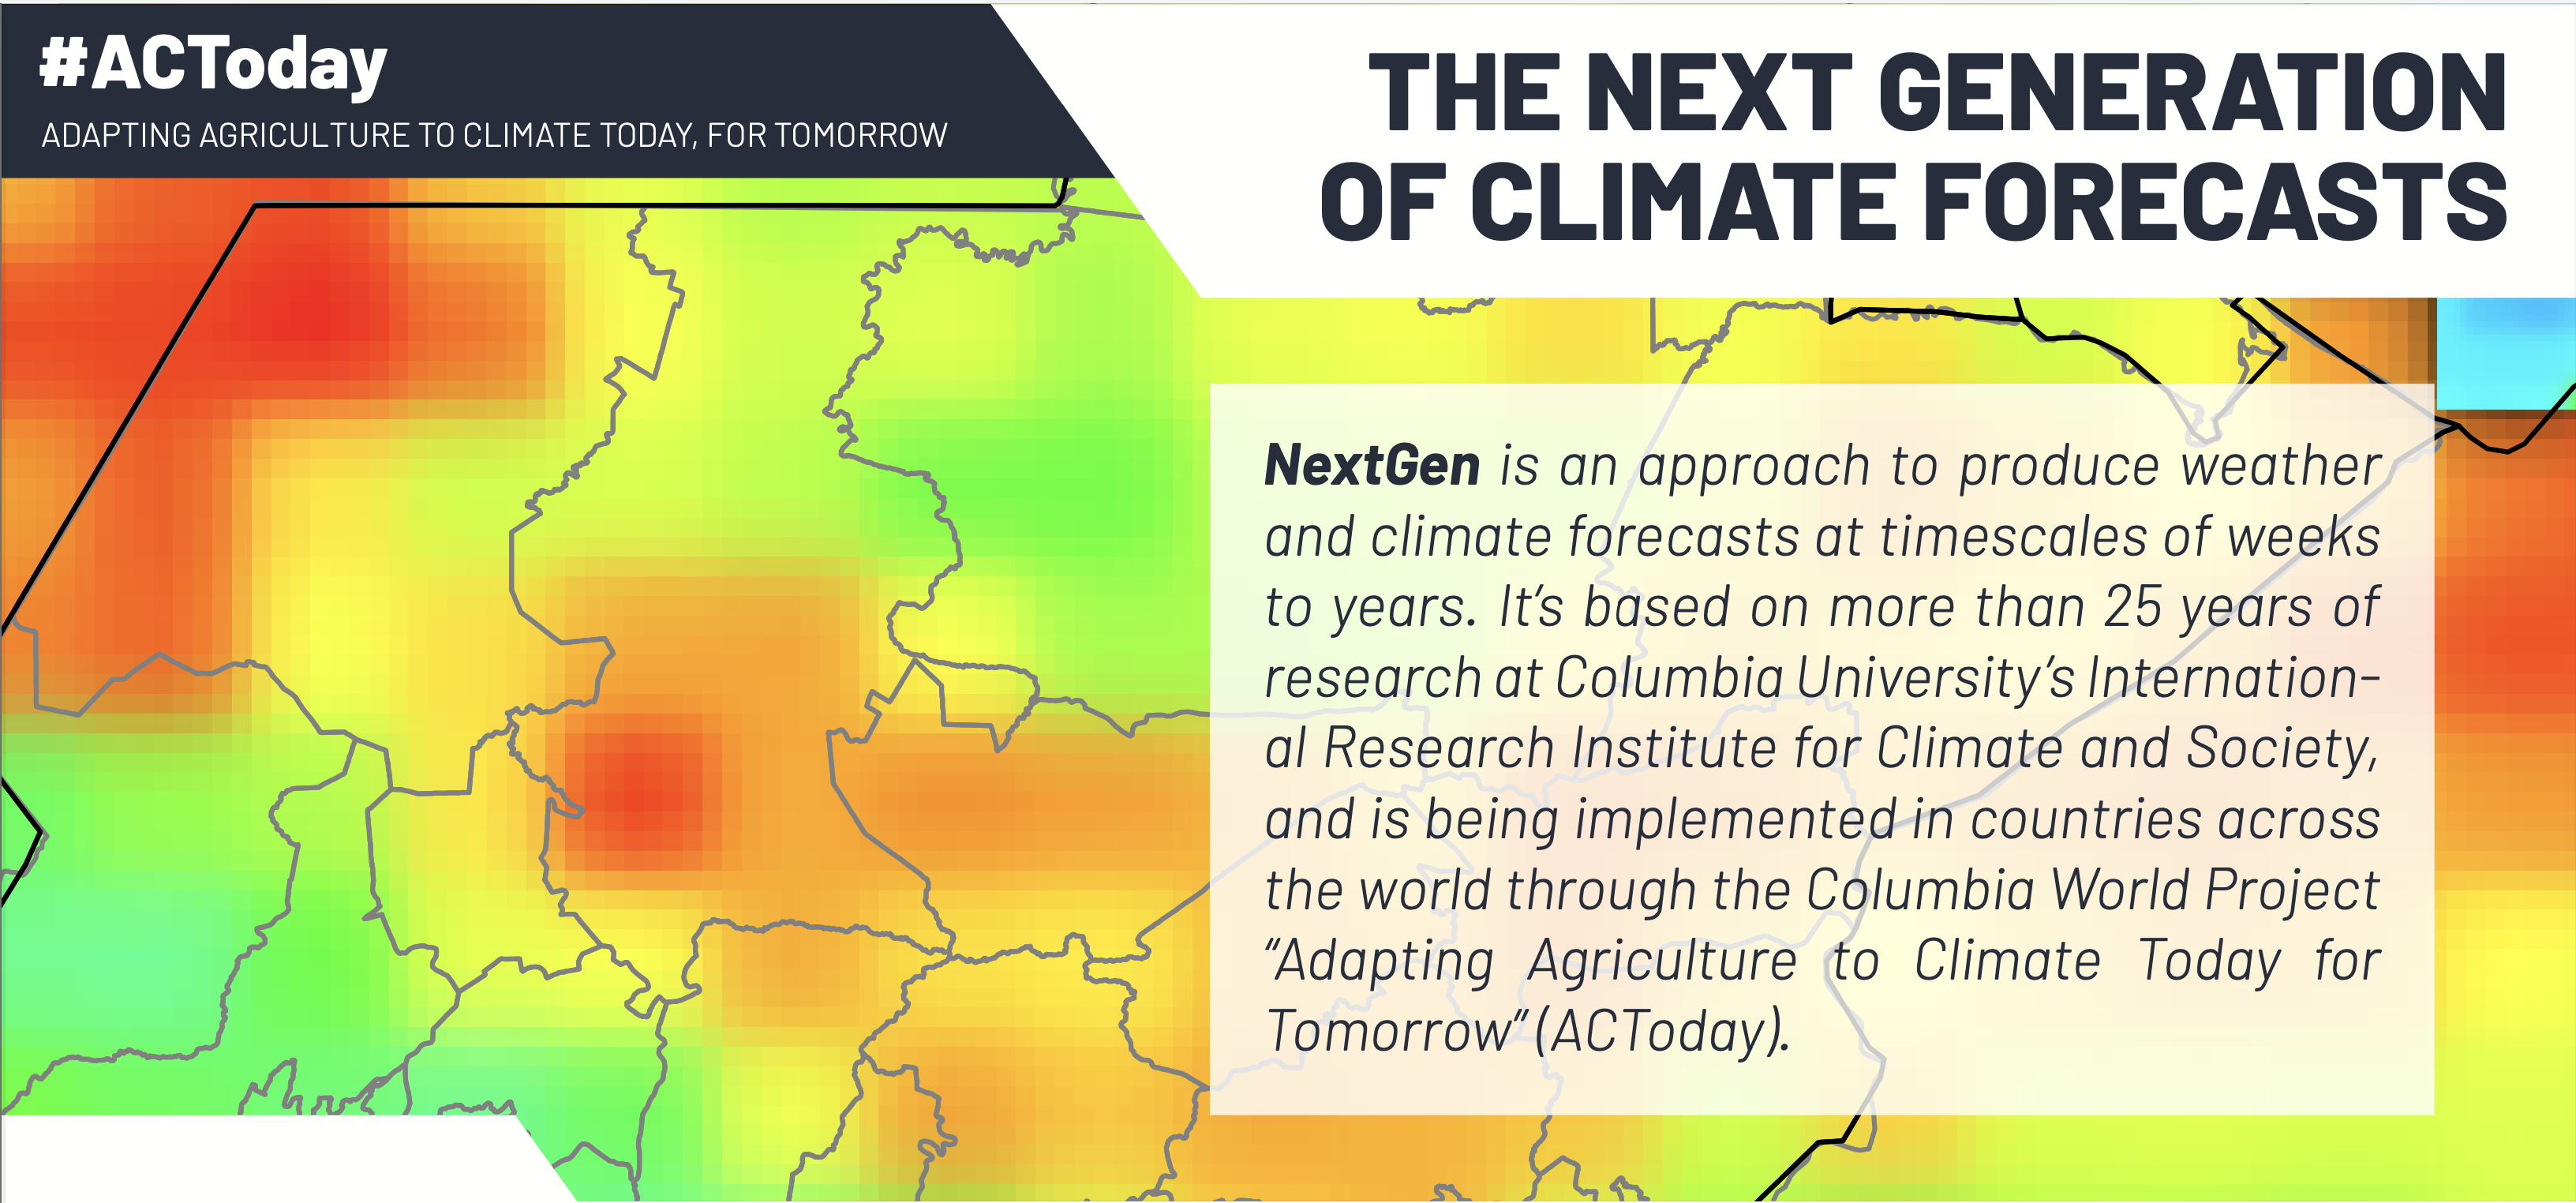 #ACToday
ADAPTING AGRICULTURE TO CLIMATE TODAY, FOR TOMORROW
THE NEXT GENERATION
OF CLIMATE FORECASTS
NextGen is an approach to produce weather
and climate forecasts at timescales of weeks
to years. It’s based on more than 25 years of
research at Columbia University’s Internation-
al Research Institute for Climate and Society,
and is being implemented in countries across
the world through the Columbia World Project
“Adapting Agriculture to Climate Today for
Tomorrow” (ACToday).